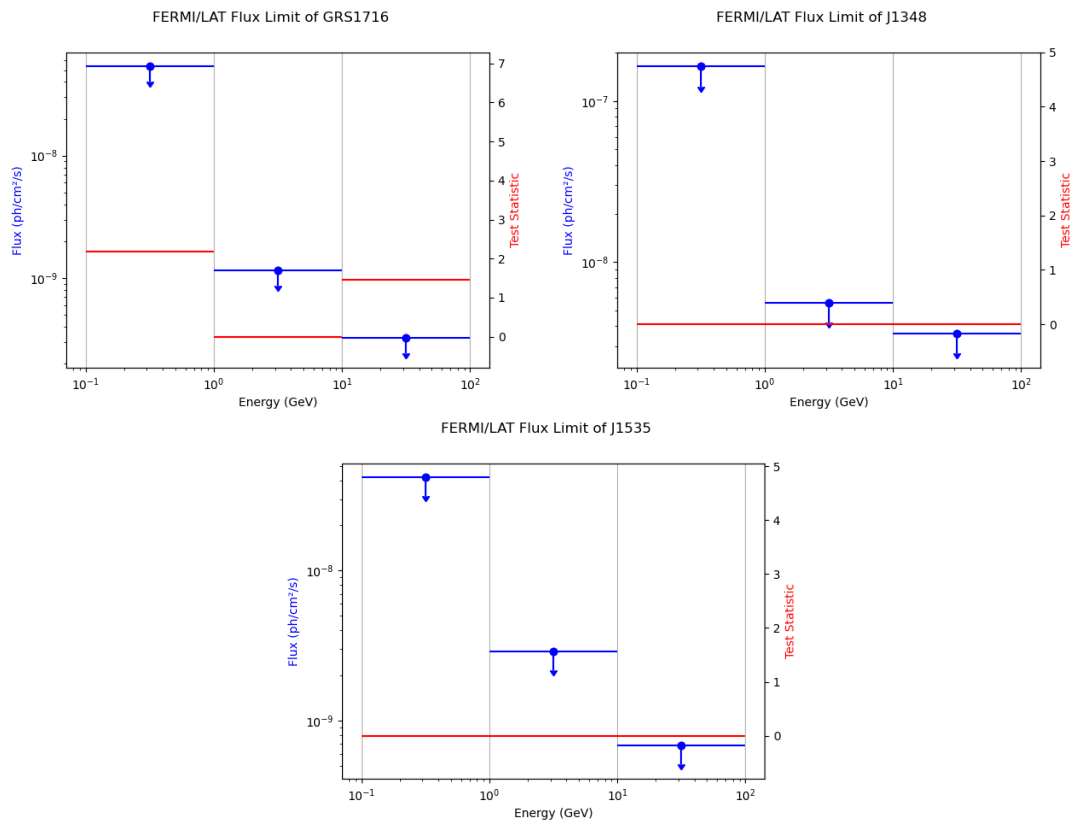 FERMI/LAT Flux Limit of GRS1716
Flux (ph/cm²/s)
10⁻⁸
10⁻⁹
7
6
5
4
3
2
1
0
Test Statistic
10⁻¹ 10⁰ 10¹ 10²
Energy (GeV)
FERMI/LAT Flux Limit of J1348
Flux (ph/cm²/s)
10⁻⁷
10⁻⁸
5
4
3
2
1
0
Test Statistic
10⁻¹ 10⁰ 10¹ 10²
Energy (GeV)
FERMI/LAT Flux Limit of J1535
Flux (ph/cm²/s)
10⁻⁸
10⁻⁹
5
4
3
2
1
0
Test Statistic
10⁻¹ 10⁰ 10¹ 10²
Energy (GeV)